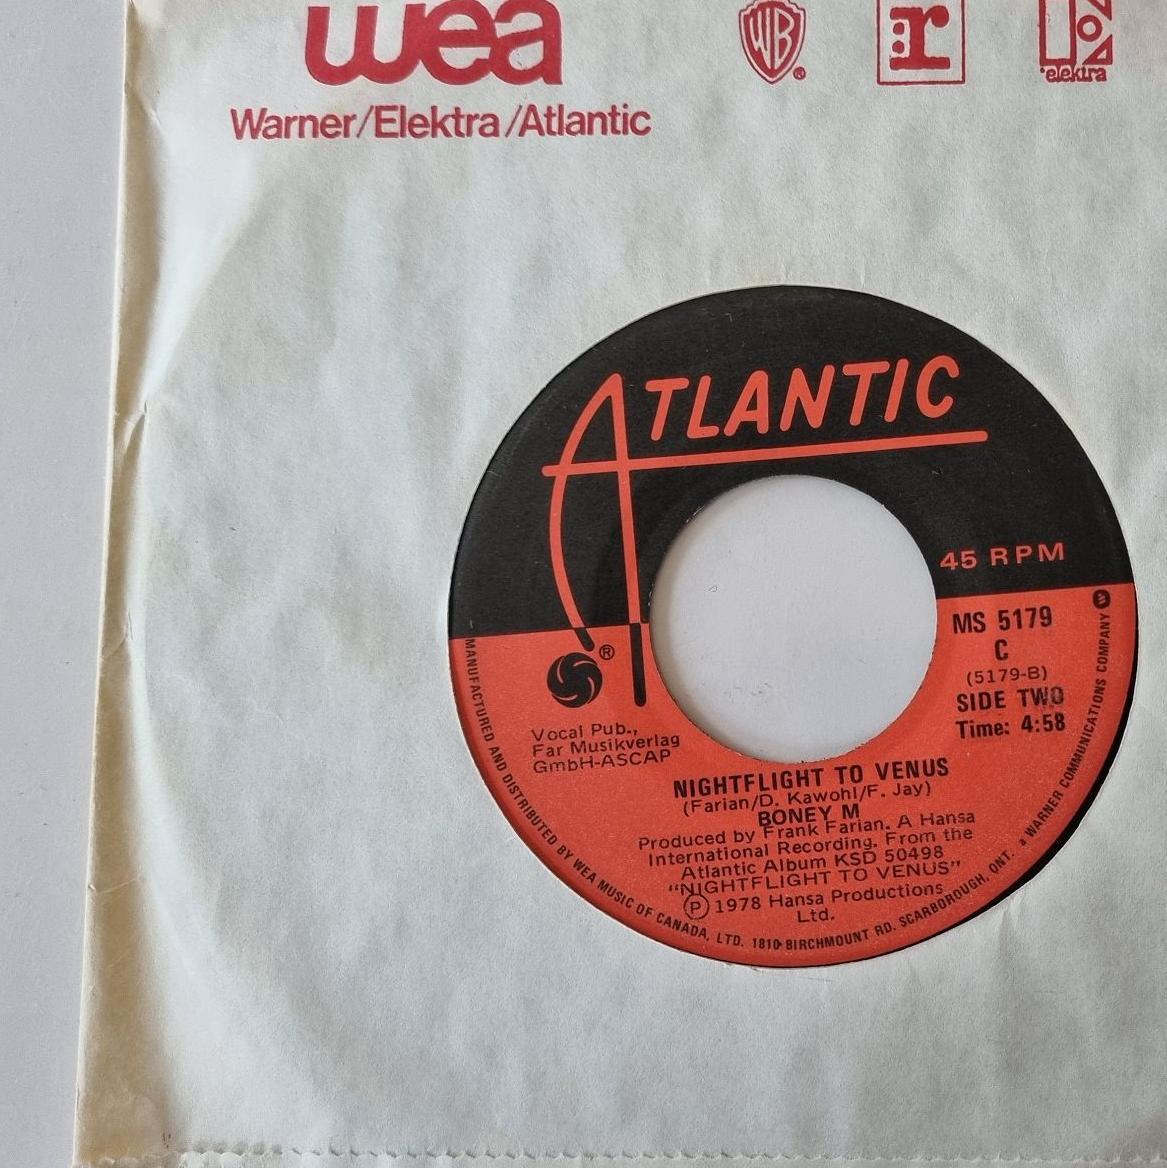 wea
Warner/Elektra/Atlantic
WB
®
r
elektra
ATLANTIC
®
45 RPM
MS 5179
C
(5179-B)
SIDE TWO
Time: 4:58
Vocal Pub.,
Far Musikverlag
GmbH-ASCAP
NIGHTFLIGHT TO VENUS
(Farian/D. Kawohl/F. Jay)
BONEY M
Produced by Frank Farian. A Hansa
International Recording. From the
Atlantic Album KSD 50498
“NIGHTFLIGHT TO VENUS”
Ⓟ 1978 Hansa Productions
Ltd.
MANUFACTURED AND DISTRIBUTED BY WEA MUSIC OF CANADA, LTD. 1810 BIRCHMOUNT RD. SCARBOROUGH, ONT. a WARNER COMMUNICATIONS COMPANY